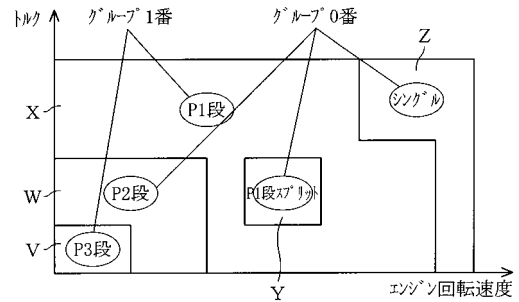 トルク
グループ1番
グループ0番
Z
X
P1段
シングル
W
P2段
P1段スプリット
V
P3段
Y
エンジン回転速度